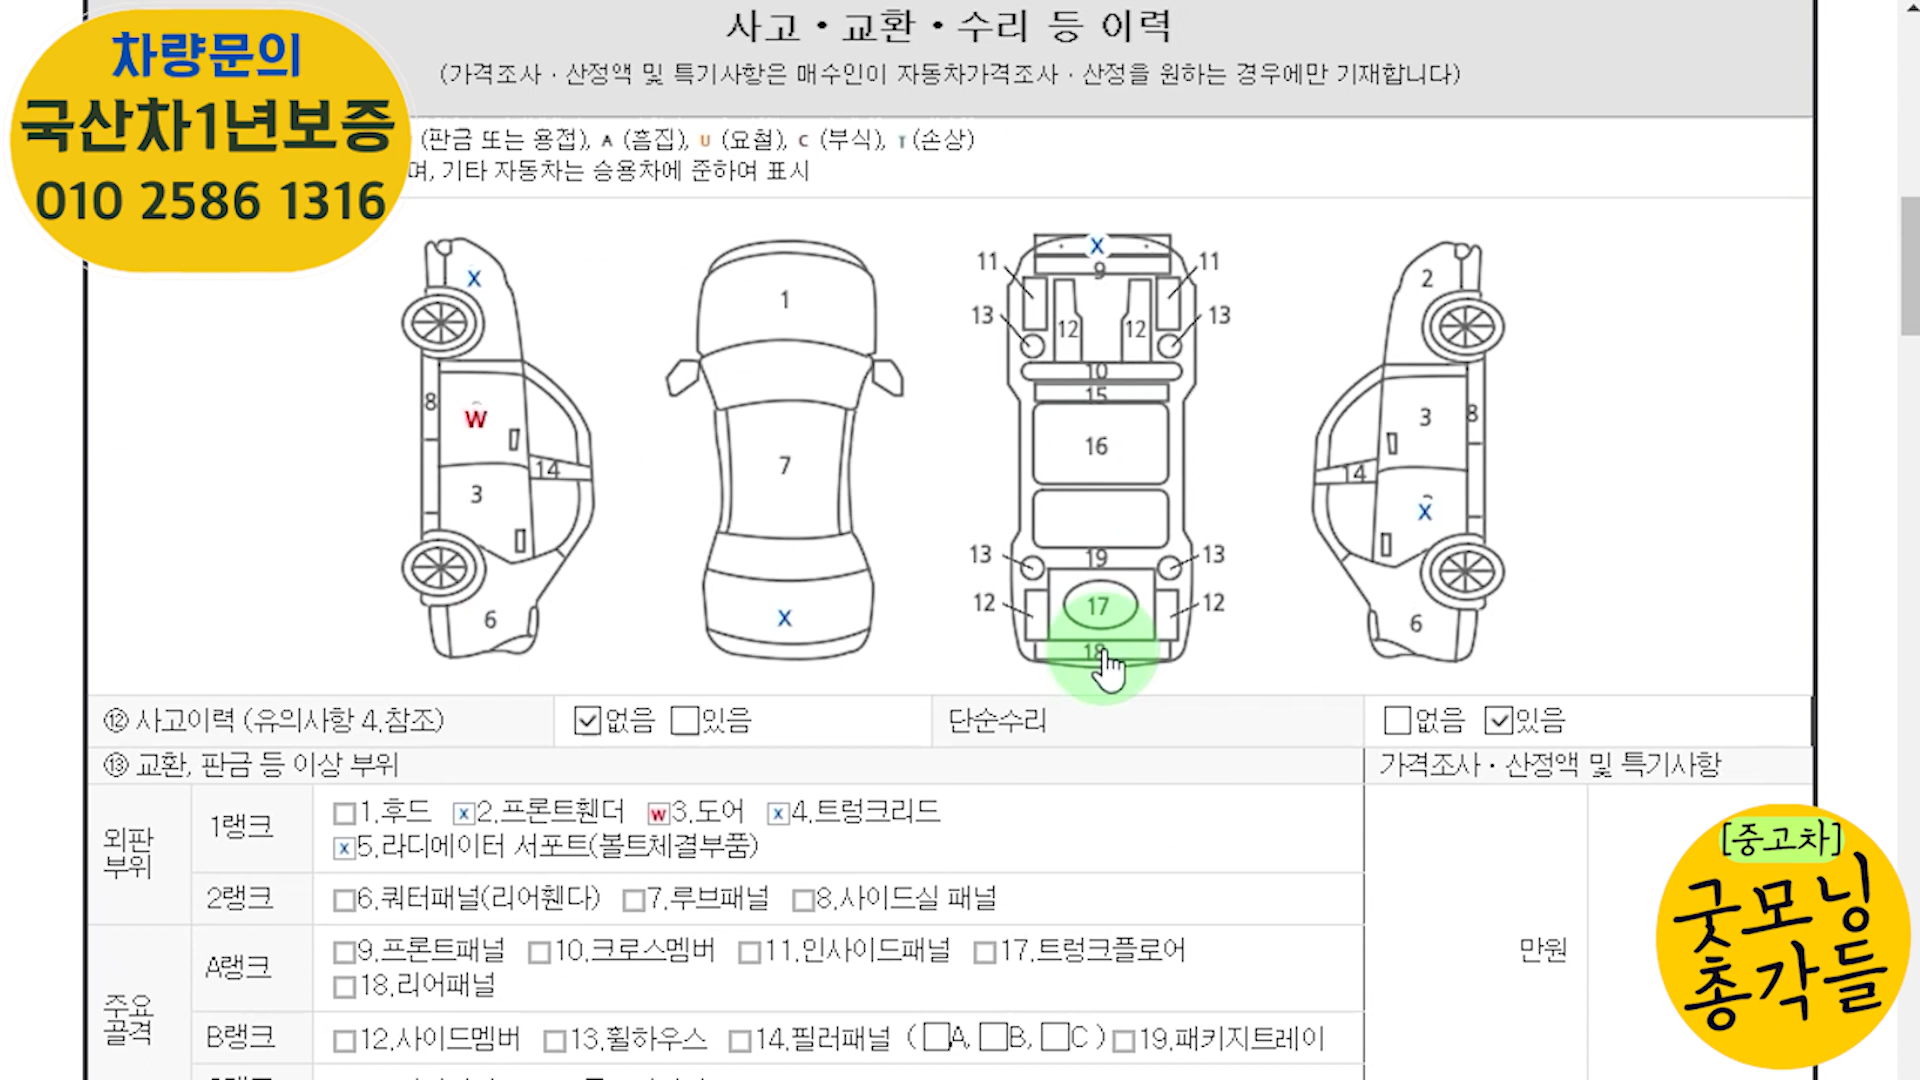 사고・교환・수리 등 이력
(가격조사・산정액 및 특기사항은 매수인이 자동차가격조사・산정을 원하는 경우에만 기재합니다)
차량문의
국산차1년보증
010 2586 1316
(판금 또는 용접), A (흠집), U (요철), C (부식), T (손상)
며, 기타 자동차는 승용차에 준하여 표시
X
8
W
14
3
6
1
7
X
X
9
11
11
13
13
12
12
10
15
16
13
19
13
12
17
12
18
2
3
8
14
X
6
⑫ 사고이력 (유의사항 4.참조) 없음 있음 단순수리 없음 있음
⑬ 교환, 판금 등 이상 부위 가격조사・산정액 및 특기사항
외판
부위
1랭크
1.후드 X 2.프론트휀더 W 3.도어 X 4.트렁크리드
X 5.라디에이터 서포트(볼트체결부품)
2랭크
6.쿼터패널(리어휀다) 7.루브패널 8.사이드실 패널
주요
골격
A랭크
9.프론트패널 10.크로스멤버 11.인사이드패널 17.트렁크플로어
18.리어패널
만원
B랭크
12.사이드멤버 13.휠하우스 14.필러패널 ( A, B, C ) 19.패키지트레이
[중고차]
굿모닝
총각들